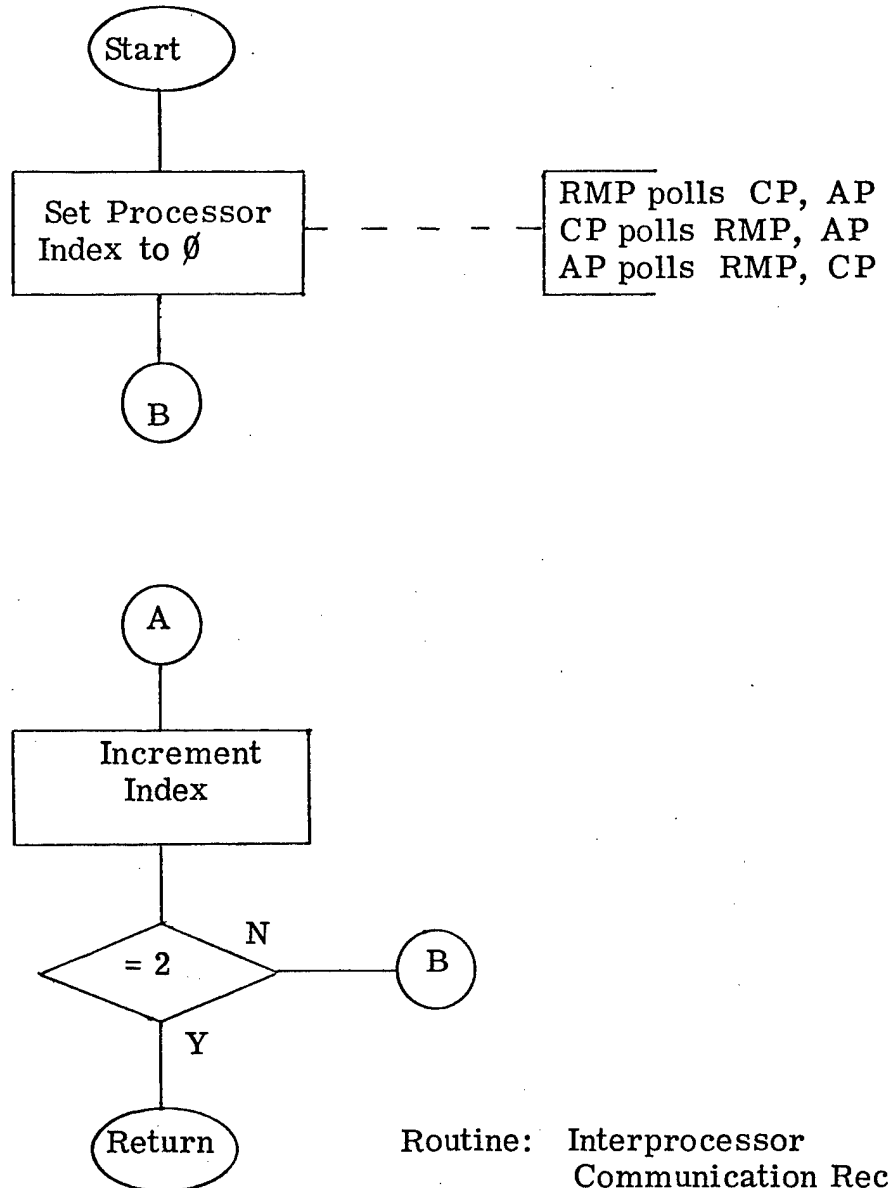 Start
Set Processor
Index to Ø
RMP polls CP, AP
CP polls RMP, AP
AP polls RMP, CP
B
A
Increment
Index
= 2
N
B
Y
Return
Routine: Interprocessor
Communication Rec